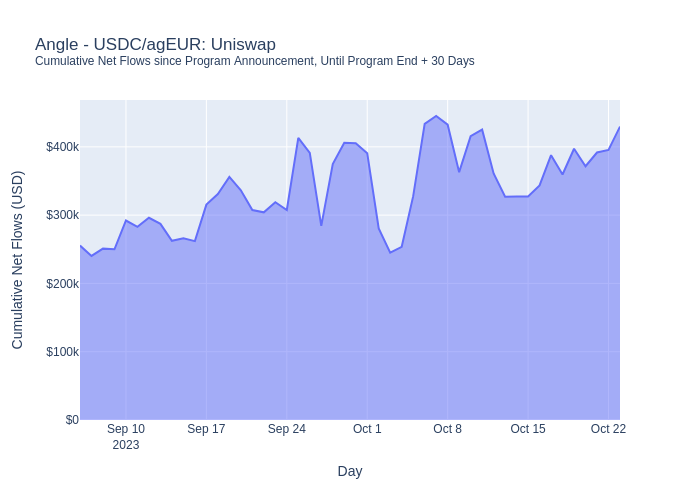 Angle - USDC/agEUR: Uniswap
Cumulative Net Flows since Program Announcement, Until Program End + 30 Days
Cumulative Net Flows (USD)
$400k
$300k
$200k
$100k
$0
Sep 10 Sep 17 Sep 24 Oct 1 Oct 8 Oct 15 Oct 22
2023
Day